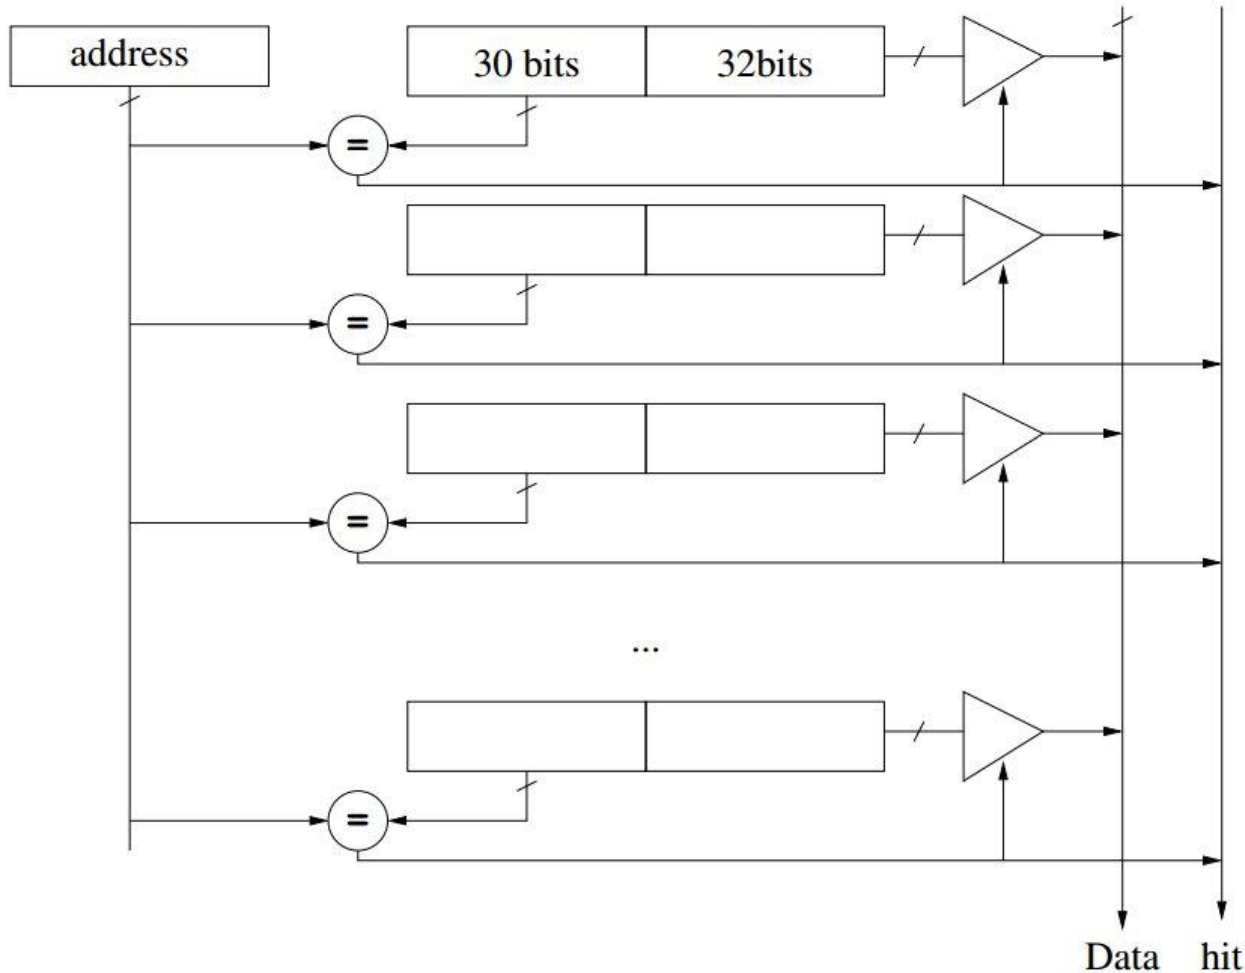 address
30 bits 32bits
=
=
=
...
=
Data hit